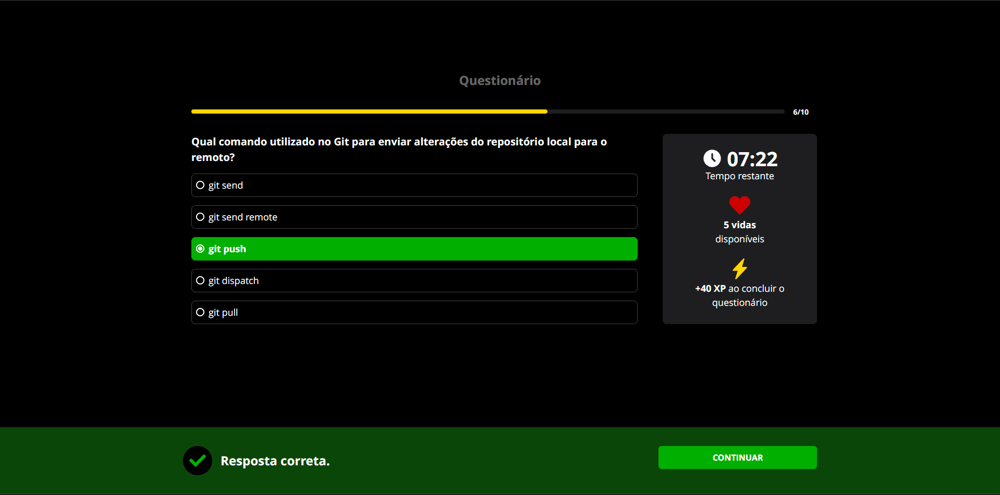 Questionário
6/10
Qual comando utilizado no Git para enviar alterações do repositório local para o
remoto?
git send
git send remote
git push
git dispatch
git pull
07:22
Tempo restante
5 vidas
disponíveis
+40 XP ao concluir o
questionário
Resposta correta.
CONTINUAR